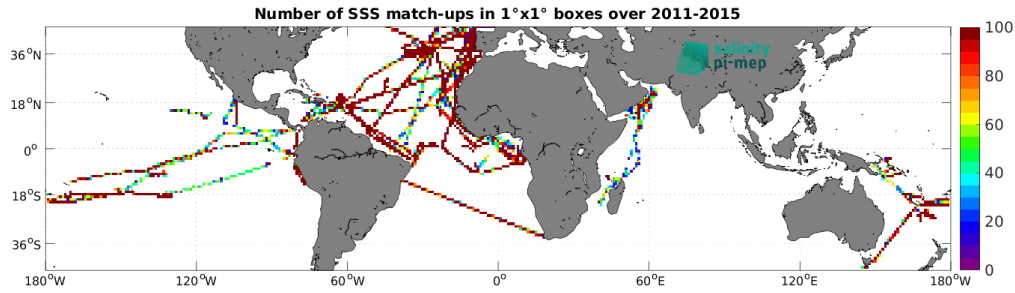 Number of SSS match-ups in 1°x1° boxes over 2011-2015
salinity
pi-mep
36°N
18°N
0°
18°S
36°S
180°W
120°W
60°W
0°
60°E
120°E
180°E
100
80
60
40
20
0